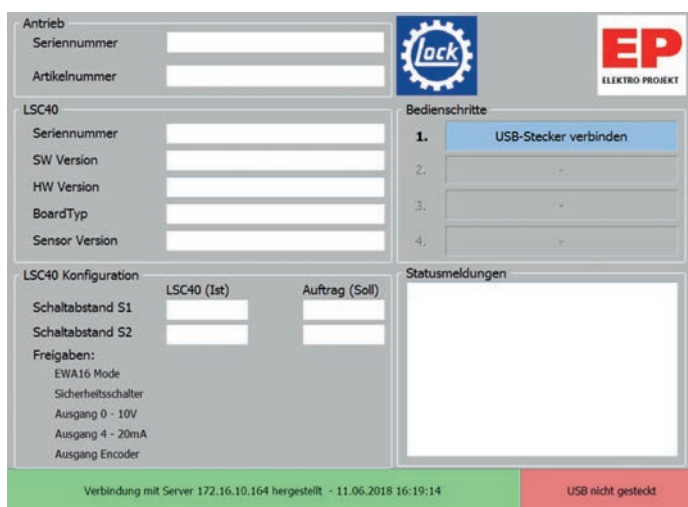 Antrieb
Seriennummer
Artikelnummer
Lock
EP
ELEKTRO PROJEKT
LSC40
Seriennummer
SW Version
HW Version
BoardTyp
Sensor Version
Bedienschritte
1. USB-Stecker verbinden
2. -
3. -
4. -
LSC40 Konfiguration
LSC40 (Ist) Auftrag (Soll)
Schaltabstand S1
Schaltabstand S2
Freigaben:
EWA16 Mode
Sicherheitsschalter
Ausgang 0 - 10V
Ausgang 4 - 20mA
Ausgang Encoder
Statusmeldungen
Verbindung mit Server 172.16.10.164 hergestellt - 11.06.2018 16:19:14
USB nicht gesteckt